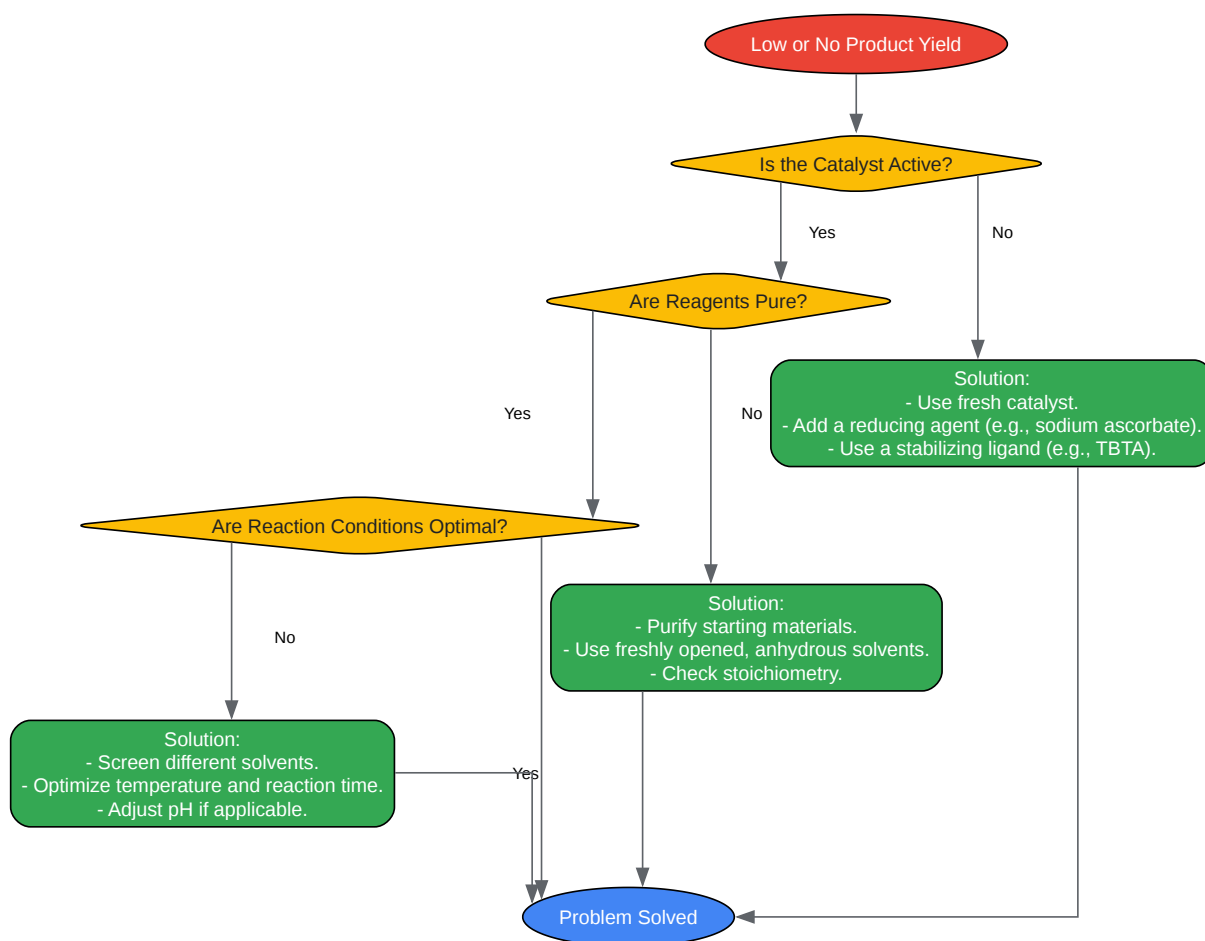 Low or No Product Yield
Is the Catalyst Active?
Yes
No
Are Reagents Pure?
Solution:
- Use fresh catalyst.
- Add a reducing agent (e.g., sodium ascorbate).
- Use a stabilizing ligand (e.g., TBTA).
Yes
No
Are Reaction Conditions Optimal?
Solution:
- Purify starting materials.
- Use freshly opened, anhydrous solvents.
- Check stoichiometry.
No
Solution:
- Screen different solvents.
- Optimize temperature and reaction time.
- Adjust pH if applicable.
Yes
Problem Solved